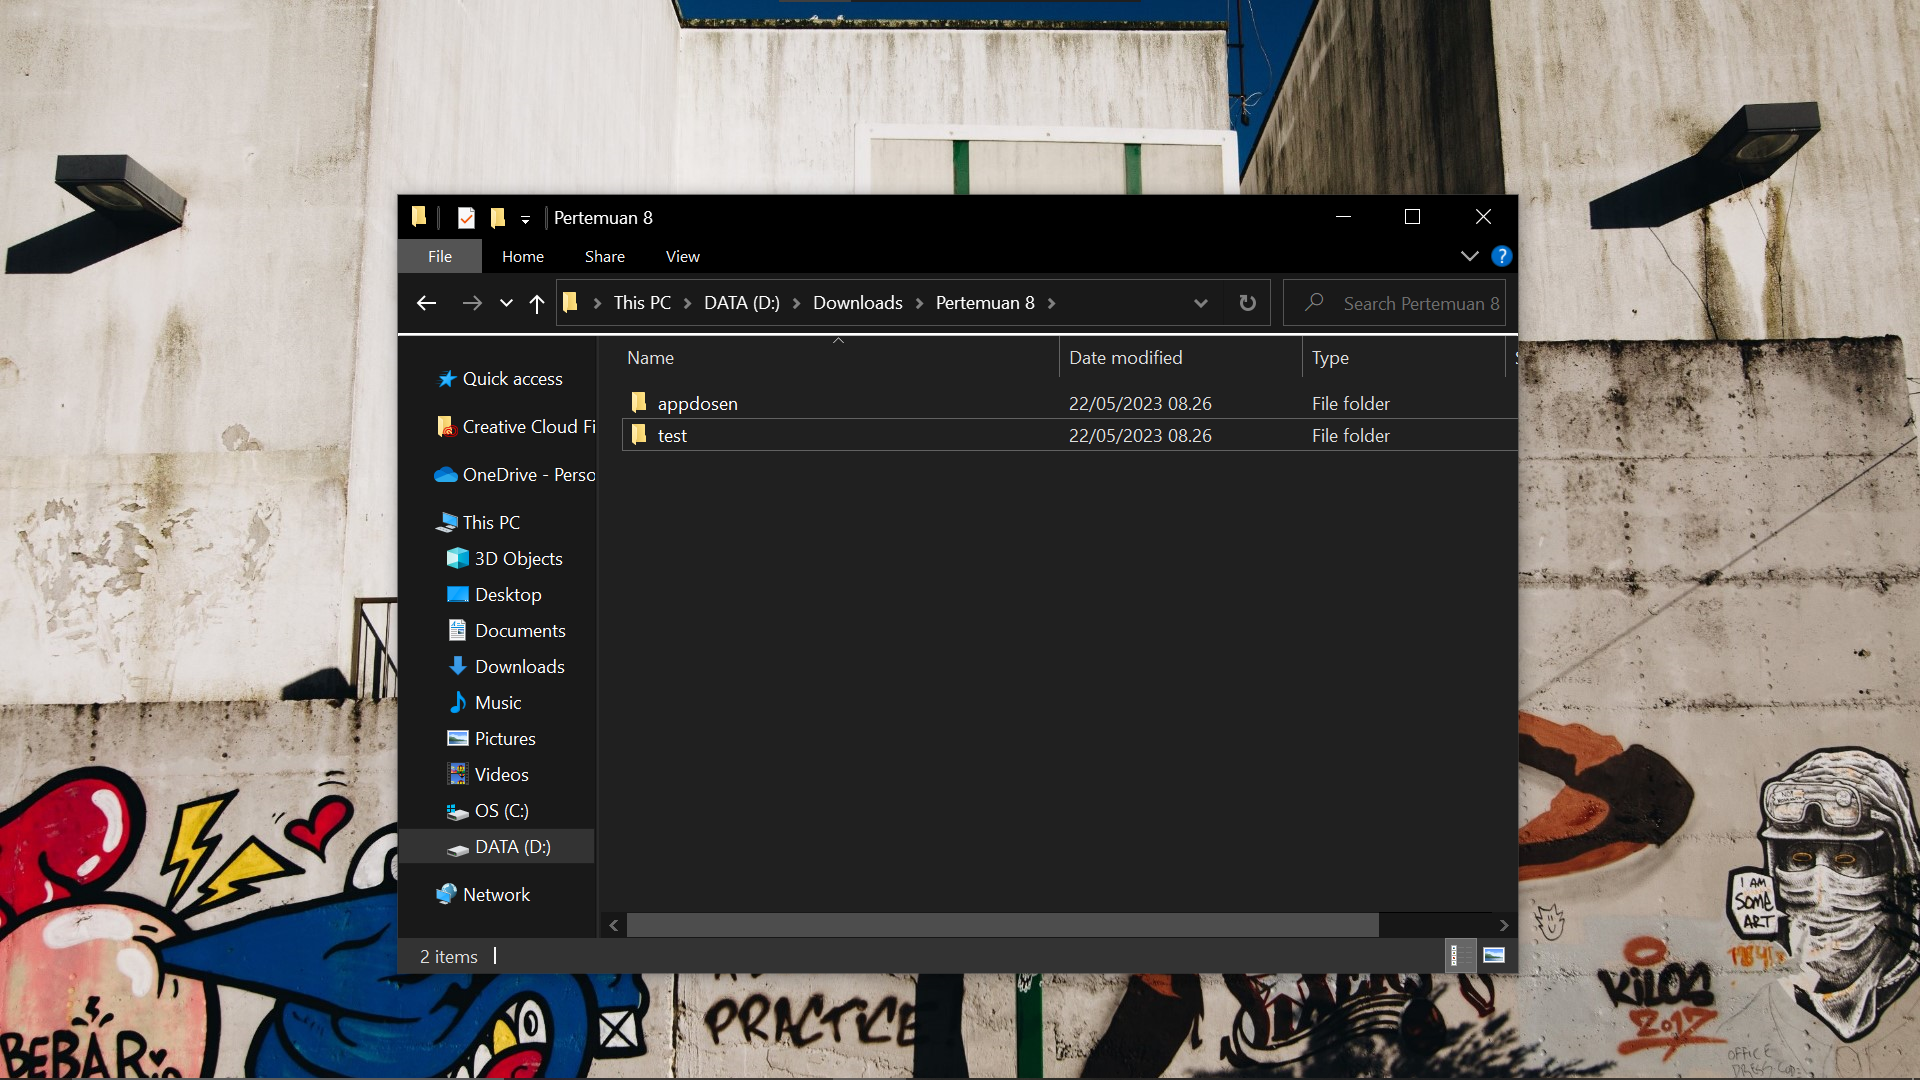 Pertemuan 8
File Home Share View
This PC DATA (D:) Downloads Pertemuan 8 Search Pertemuan 8
Name Date modified Type
Quick access
Creative Cloud Fi
OneDrive - Perso
This PC
3D Objects
Desktop
Documents
Downloads
Music
Pictures
Videos
OS (C:)
DATA (D:)
Network
appdosen 22/05/2023 08.26 File folder
test 22/05/2023 08.26 File folder
2 items
I AM
SOME
ART
KILOS
2017
PRACTICE
BEBAR
OFFICE